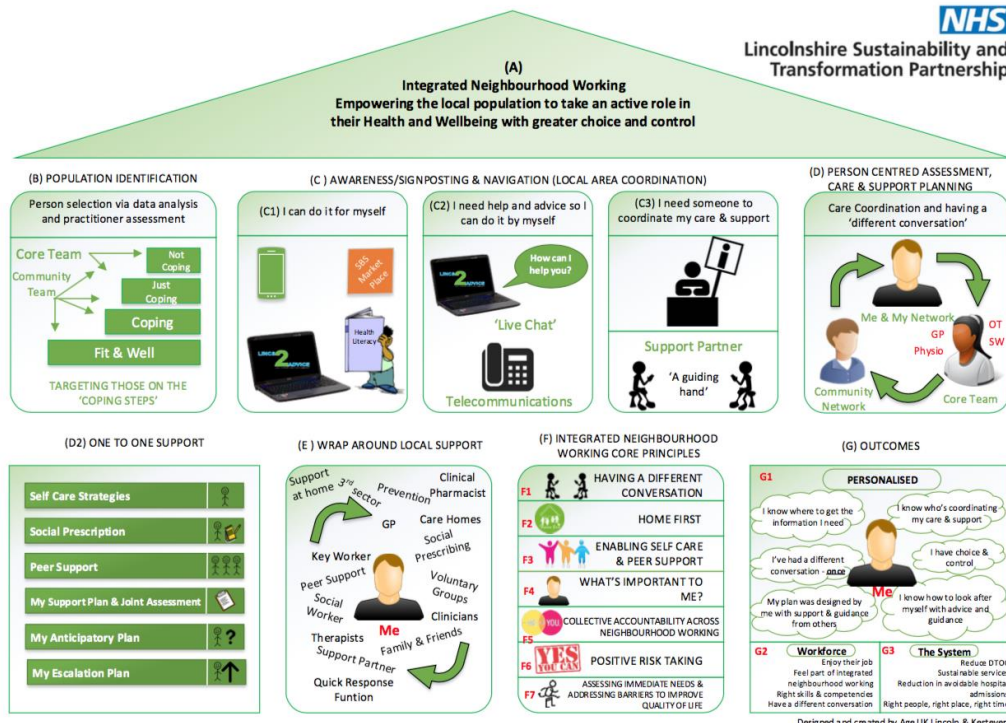 NHS
Lincolnshire Sustainability and
Transformation Partnership
(A)
Integrated Neighbourhood Working
Empowering the local population to take an active role in
their Health and Wellbeing with greater choice and control
(B) POPULATION IDENTIFICATION
Person selection via data analysis
and practitioner assessment
Core Team
Community
Team
Not
Coping
Just
Coping
Coping
Fit & Well
TARGETING THOSE ON THE
'COPING STEPS'
(C ) AWARENESS/SIGNPOSTING & NAVIGATION (LOCAL AREA COORDINATION)
(C1) I can do it for myself
SBS
Market
Place
2
ADVICE
Health
Literacy
(C2) I need help and advice so I
can do it by myself
How can I
help you?
2
ADVICE
'Live Chat'
Telecommunications
(C3) I need someone to
coordinate my care & support
i
Support Partner
'A guiding
hand'
(D) PERSON CENTRED ASSESSMENT,
CARE & SUPPORT PLANNING
Care Coordination and having a
'different conversation'
Me & My Network
GP
Physio
OT
SW
Community
Network
Core Team
(D2) ONE TO ONE SUPPORT
Self Care Strategies
Social Prescription
Peer Support
My Support Plan & Joint Assessment
My Anticipatory Plan
?
My Escalation Plan
(E ) WRAP AROUND LOCAL SUPPORT
Support
at home
3rd sector
Prevention
Clinical
Pharmacist
GP
Care Homes
Social
Prescribing
Key Worker
Peer Support
Voluntary
Groups
Social
Worker
Me
Clinicians
Therapists
Family & Friends
Support Partner
Quick Response
Funtion
(F) INTEGRATED NEIGHBOURHOOD
WORKING CORE PRINCIPLES
F1
HAVING A DIFFERENT
CONVERSATION
F2
HOME FIRST
F3
ENABLING SELF CARE
& PEER SUPPORT
F4
WHAT'S IMPORTANT TO
ME?
F5
YOU
COLLECTIVE ACCOUNTABILITY ACROSS
NEIGHBOURHOOD WORKING
F6
YES
YOU CAN
POSITIVE RISK TAKING
F7
ASSESSING IMMEDIATE NEEDS &
ADDRESSING BARRIERS TO IMPROVE
QUALITY OF LIFE
(G) OUTCOMES
G1
PERSONALISED
I know where to get the
information I need
I know who's coordinating
my care & support
I've had a different
conversation - once
I have choice &
control
Me
My plan was designed by
me with support & guidance
from others
I know how to look after
myself with advice and
guidance
G2
Workforce
Enjoy their job
Feel part of integrated
neighbourhood working
Right skills & competencies
Have a different conversation
G3
The System
Reduce DTO
Sustainable service
Reduction in avoidable hospita
admission
Right people, right place, right tim
Designed and created by Age UK Lincoln & Kesteven